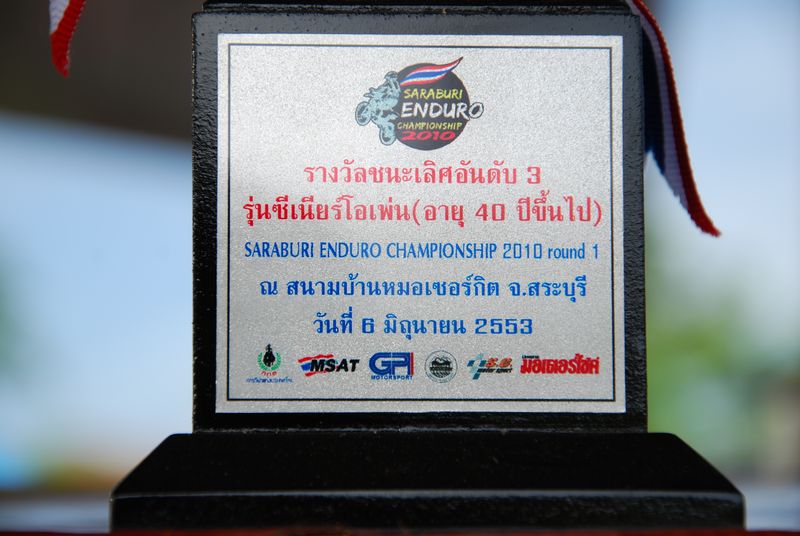 SARABURI
ENDURO
CHAMPIONSHIP
2010
รางวัลชนะเลิศอันดับ 3
รุ่นซีเนียร์โอเพ่น(อายุ 40 ปีขึ้นไป)
SARABURI ENDURO CHAMPIONSHIP 2010 round 1
ณ สนามบ้านหมอเซอร์กิต จ.สระบุรี
วันที่ 6 มิถุนายน 2553
MSAT
GPI
MOTORSPORT
มอเตอร์ไซค์